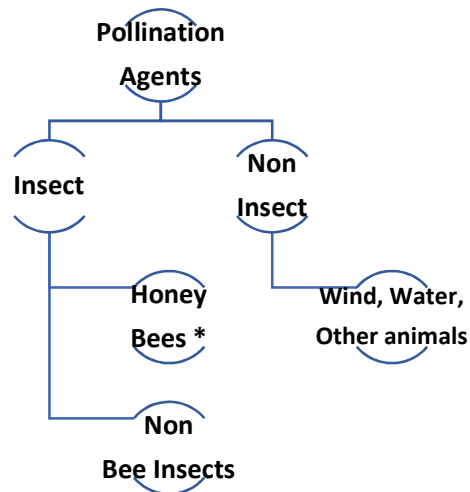 Pollination
Agents
Insect
Non
Insect
Honey
Bees *
Wind, Water,
Other animals
Non
Bee Insects